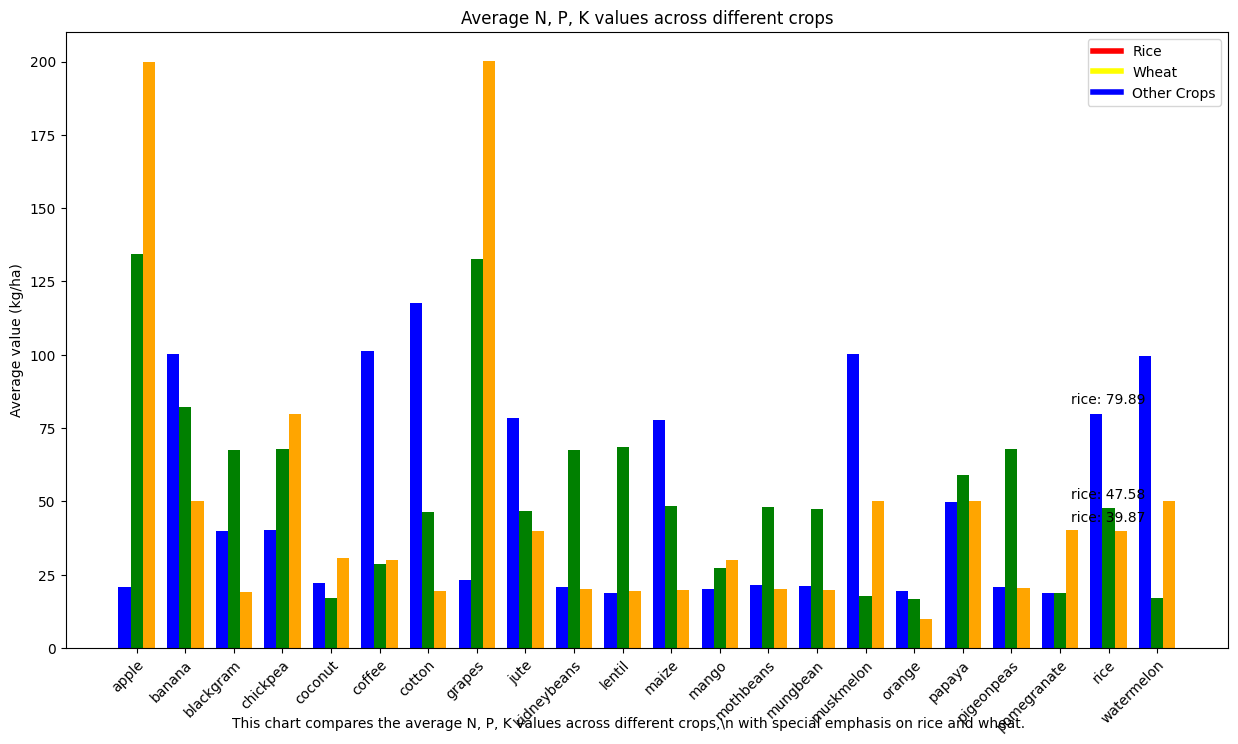 Average N, P, K values across different crops
Rice
Wheat
Other Crops
Average value (kg/ha)
200
175
150
125
100
75
50
25
0
rice: 79.89
rice: 47.58
rice: 39.87
apple
banana
blackgram
chickpea
coconut
coffee
cotton
grapes
jute
kidneybeans
lentil
maize
mango
mothbeans
mungbean
muskmelon
orange
papaya
pigeonpeas
pomegranate
rice
watermelon
This chart compares the average N, P, K values across different crops,\n with special emphasis on rice and wheat.